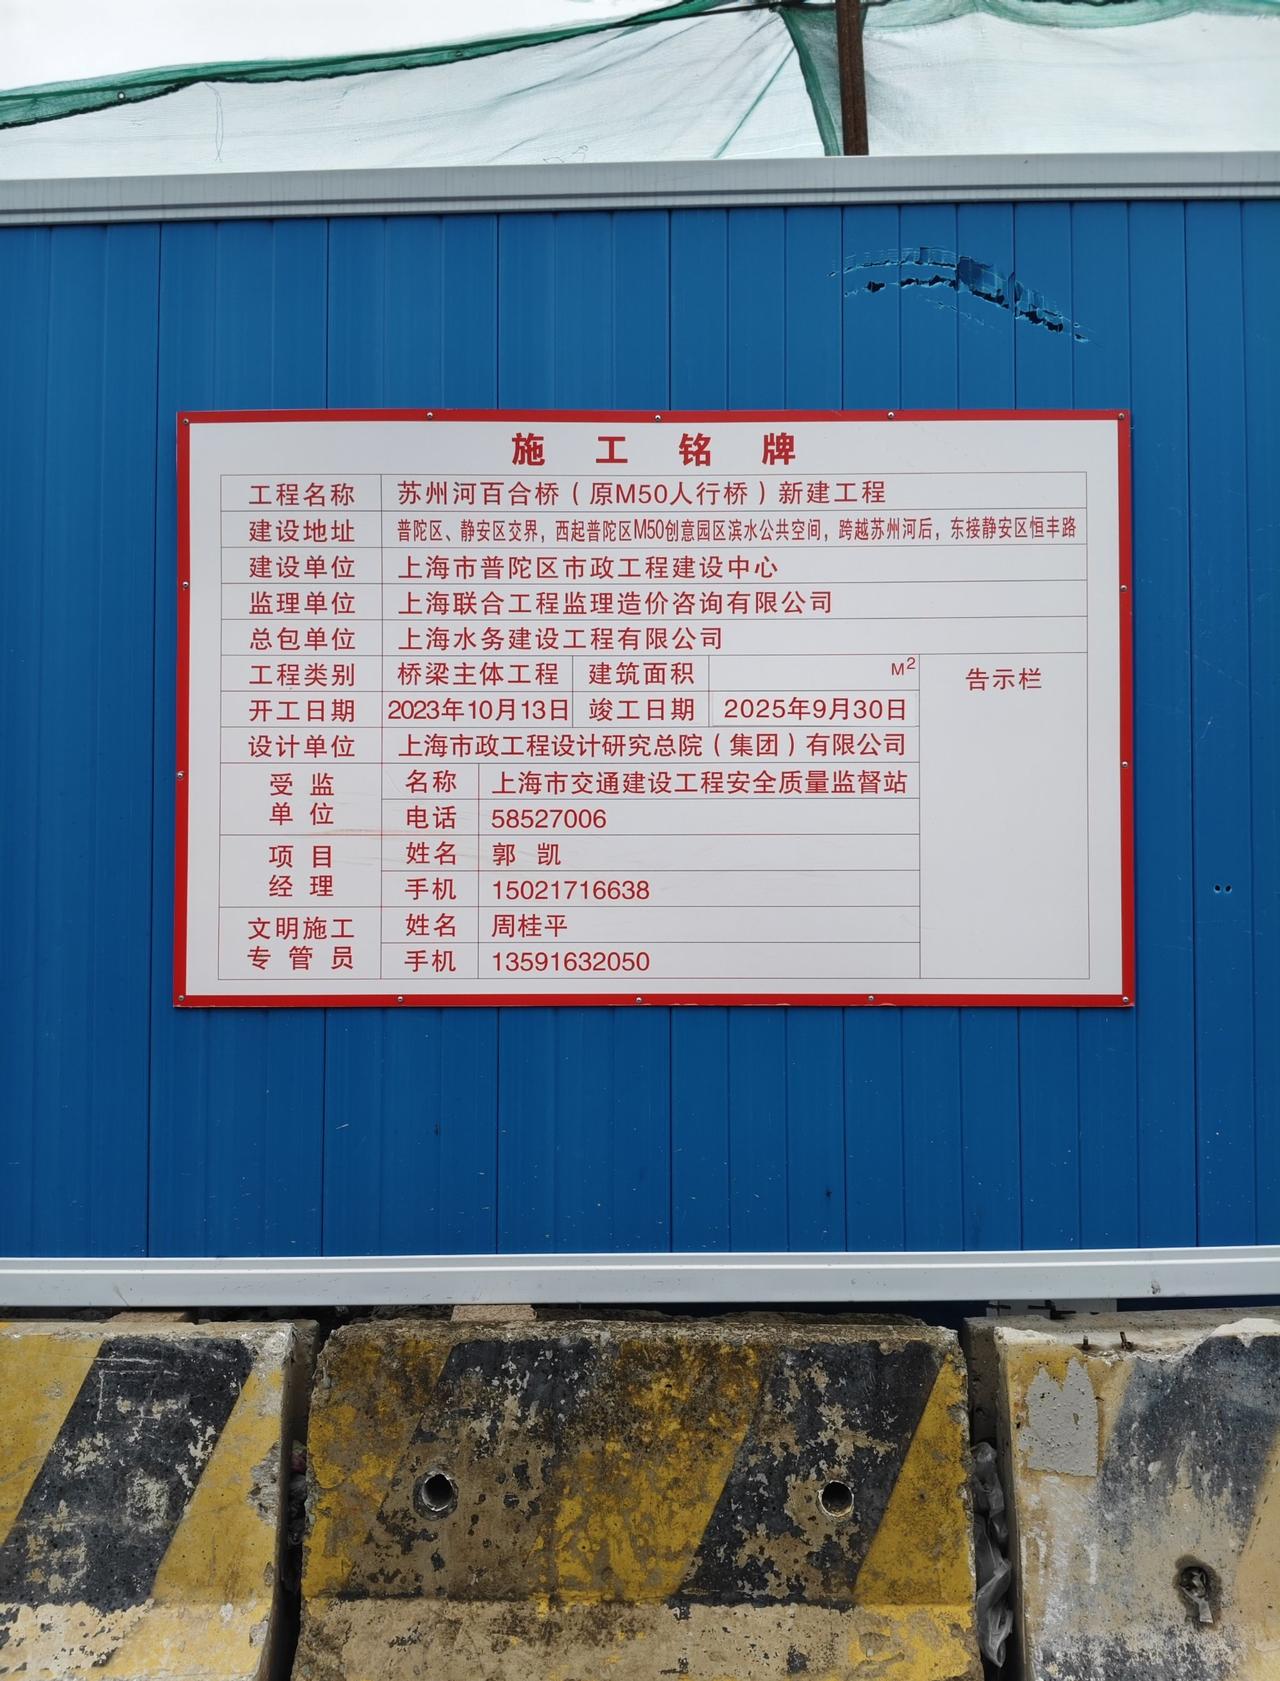 施工铭牌
工程名称 苏州河百合桥（原M50人行桥）新建工程
建设地址 普陀区、静安区交界，西起普陀区M50创意园区滨水公共空间，跨越苏州河后，东接静安区恒丰路
建设单位 上海市普陀区市政工程建设中心
监理单位 上海联合工程监理造价咨询有限公司
总包单位 上海水务建设工程有限公司
工程类别 桥梁主体工程 建筑面积 M²
告示栏
开工日期 2023年10月13日 竣工日期 2025年9月30日
设计单位 上海市政工程设计研究总院（集团）有限公司
受监单位 名称 上海市交通建设工程安全质量监督站
电话 58527006
项目经理 姓名 郭凯
手机 15021716638
文明施工专管员 姓名 周桂平
手机 13591632050